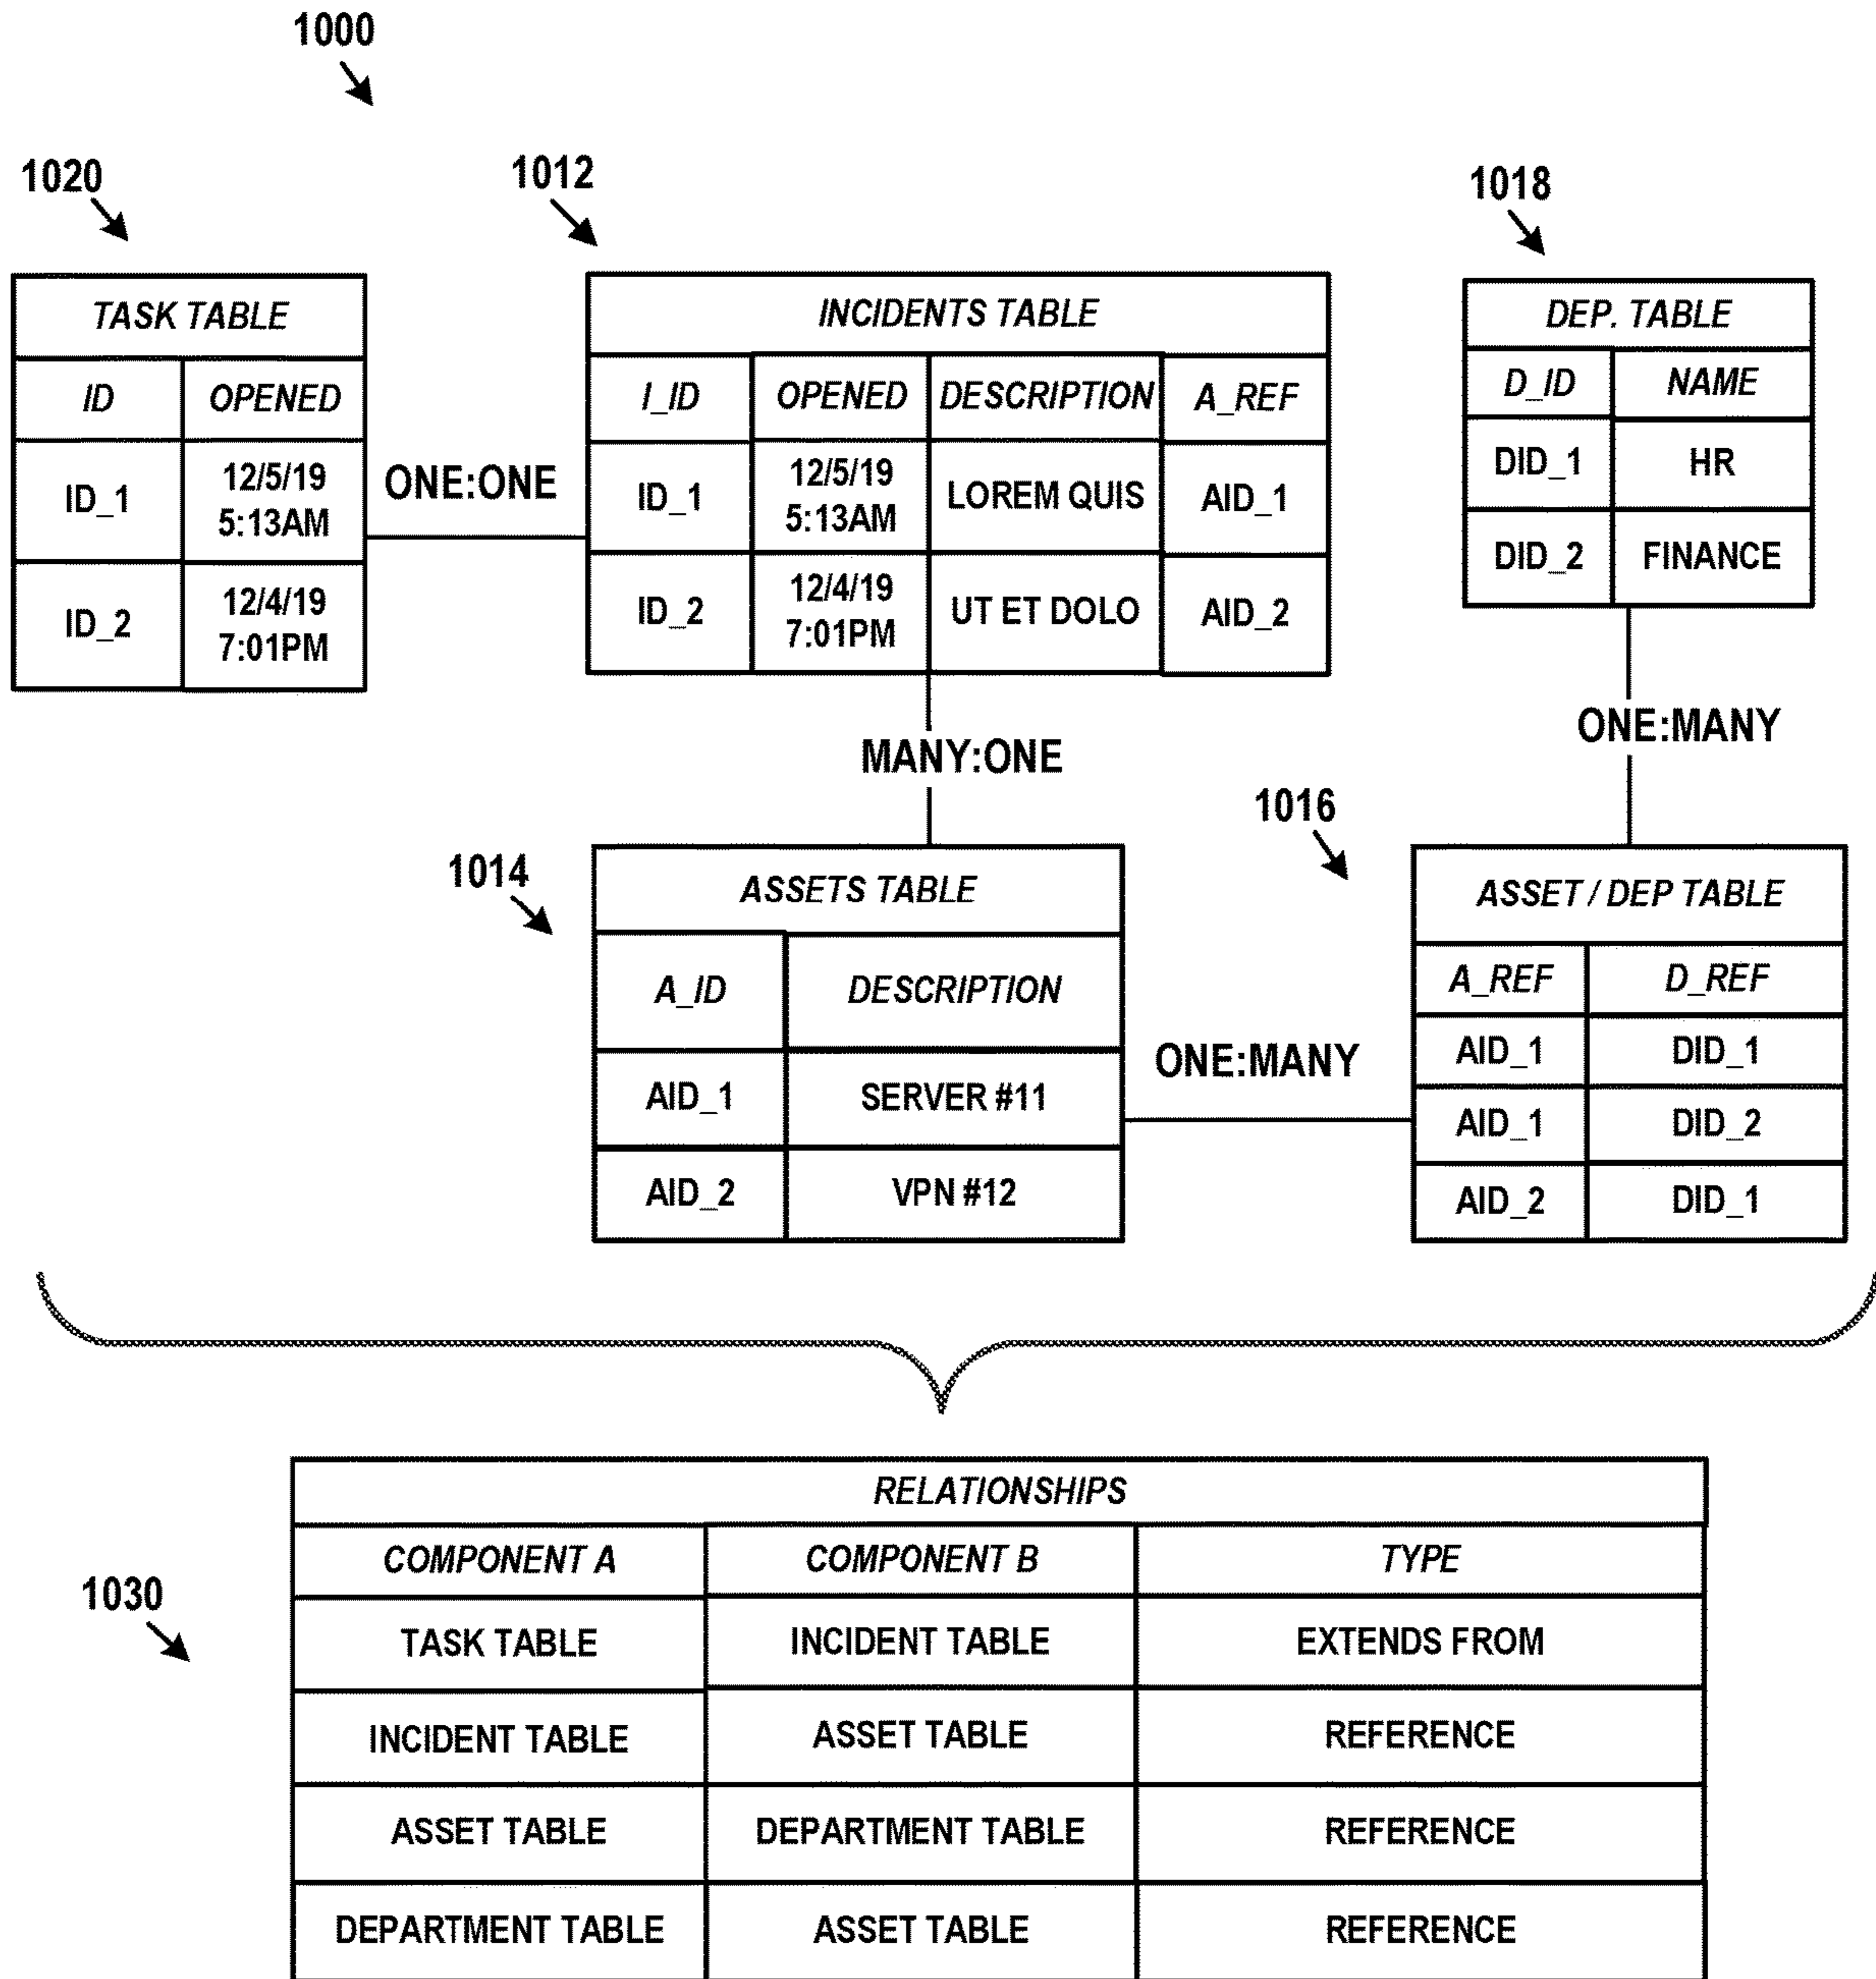 1000
1020
1012
1018
TASK TABLE
ID OPENED
ID_1 12/5/19
5:13AM
ID_2 12/4/19
7:01PM
ONE:ONE
INCIDENTS TABLE
I_ID OPENED DESCRIPTION A_REF
ID_1 12/5/19
5:13AM LOREM QUIS AID_1
ID_2 12/4/19
7:01PM UT ET DOLO AID_2
DEP. TABLE
D_ID NAME
DID_1 HR
DID_2 FINANCE
MANY:ONE
ONE:MANY
1014
1016
ASSETS TABLE
A_ID DESCRIPTION
AID_1 SERVER #11
AID_2 VPN #12
ONE:MANY
ASSET / DEP TABLE
A_REF D_REF
AID_1 DID_1
AID_1 DID_2
AID_2 DID_1
1030
RELATIONSHIPS
COMPONENT A COMPONENT B TYPE
TASK TABLE INCIDENT TABLE EXTENDS FROM
INCIDENT TABLE ASSET TABLE REFERENCE
ASSET TABLE DEPARTMENT TABLE REFERENCE
DEPARTMENT TABLE ASSET TABLE REFERENCE